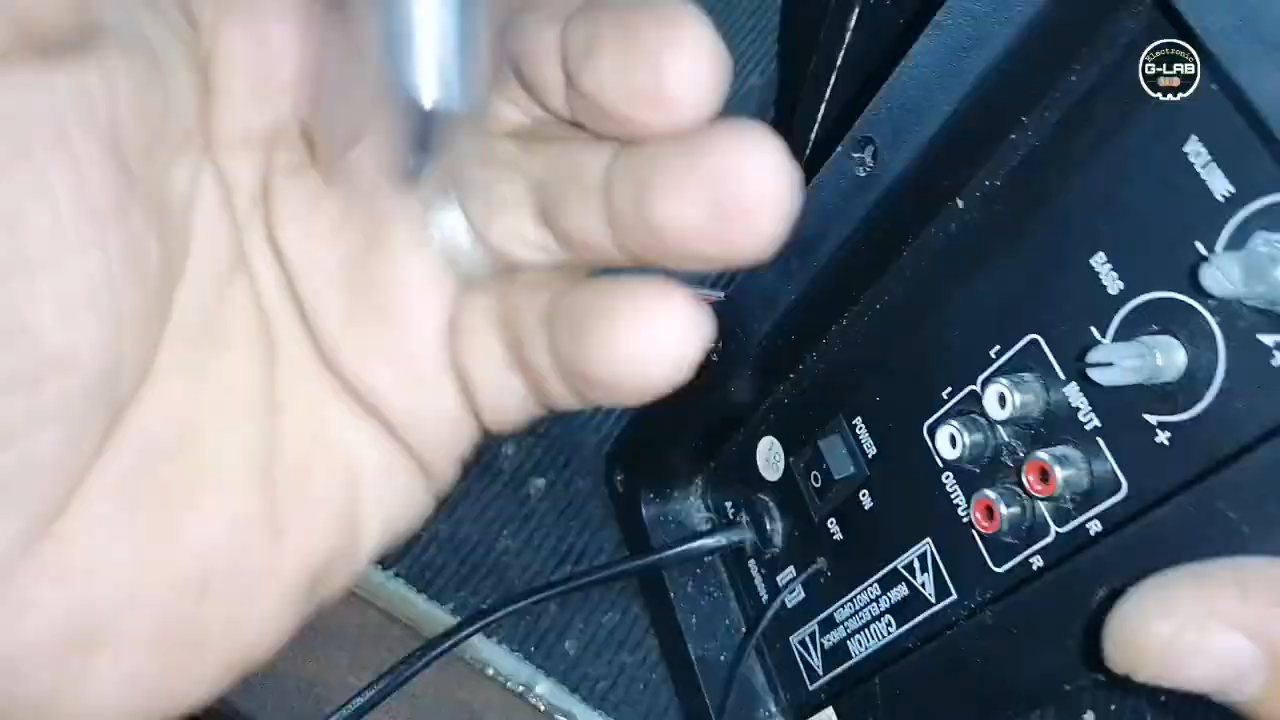 Electronic
G-LAB
VOLUME
BASS
INPUT
L
L
OUTPUT
R
R
POWER
ON
OFF
CAUTION
RISK OF ELECTRIC SHOCK
DO NOT OPEN